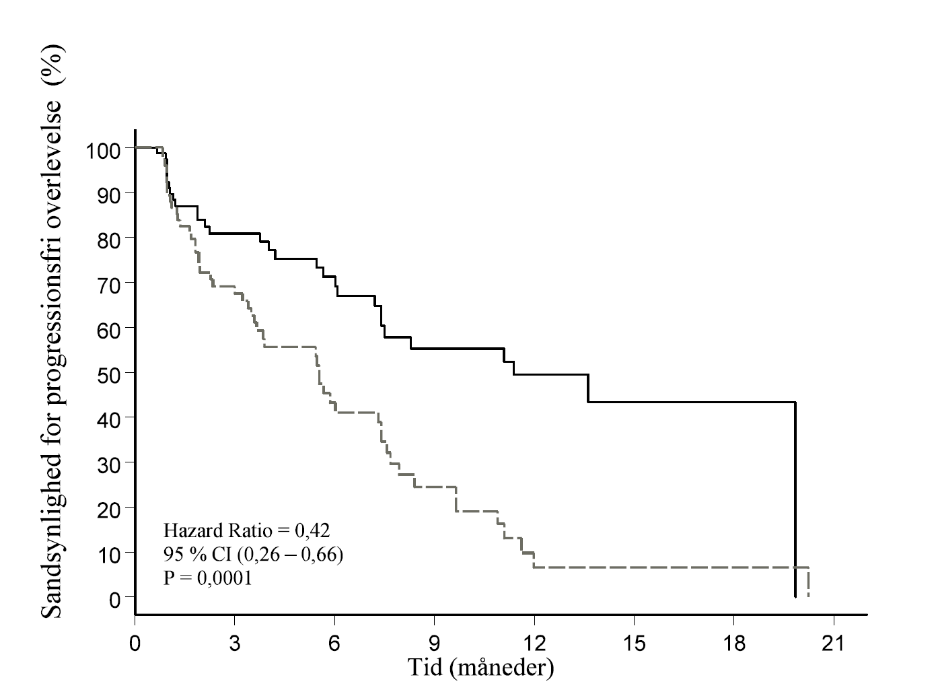 Sandsynlighed for progressionsfri overlevelse (%)
100
90
80
70
60
50
40
30
20
10
0
Hazard Ratio = 0,42
95 % CI (0,26 – 0,66)
P = 0,0001
0 3 6 9 12 15 18 21
Tid (måneder)